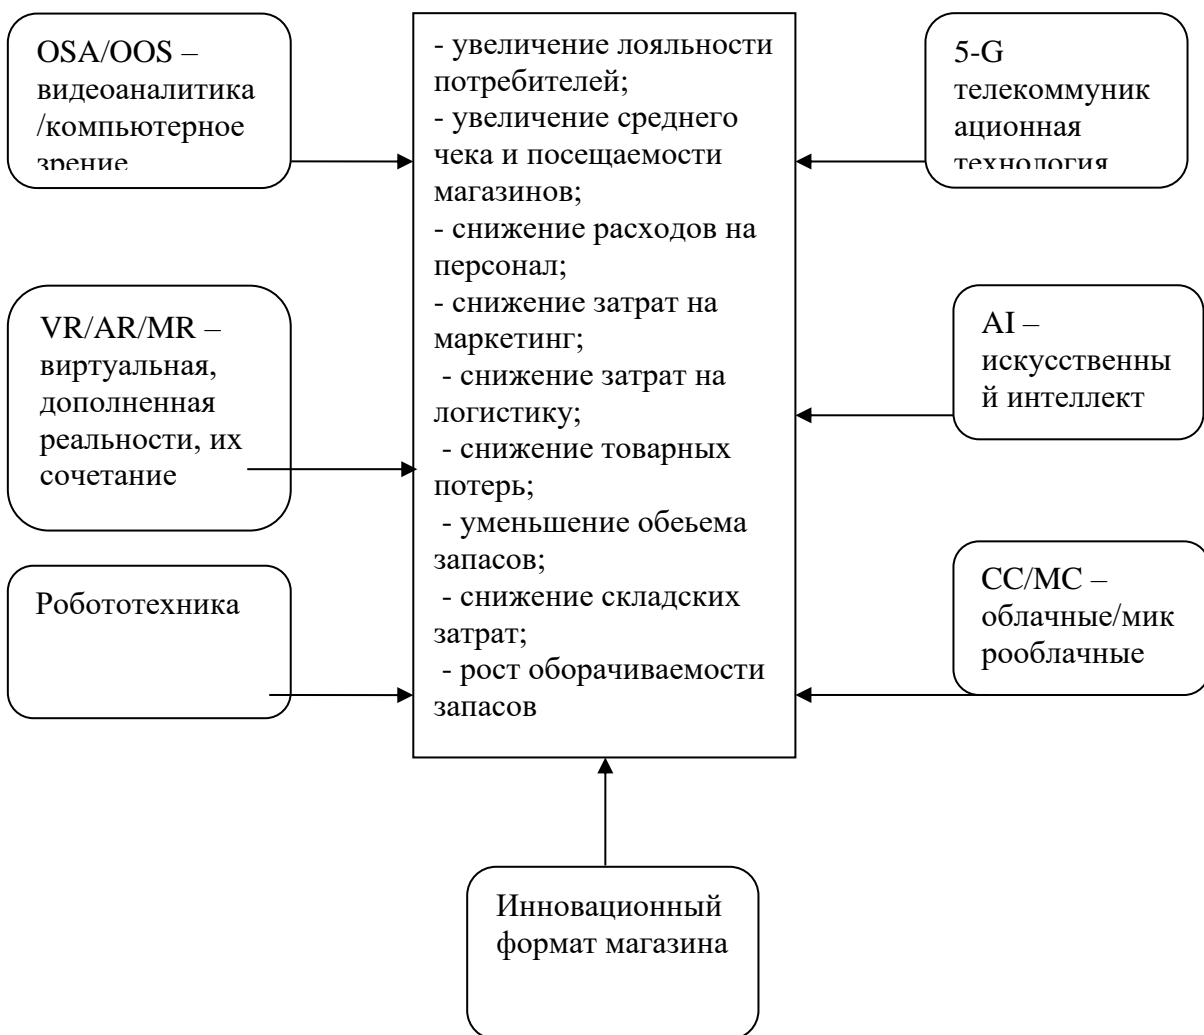 OSA/OOS –
видеоаналитика
/компьютерное
зрение
VR/AR/MR –
виртуальная,
дополненная
реальности, их
сочетание
Робототехника
- увеличение лояльности
потребителей;
- увеличение среднего
чека и посещаемости
магазинов;
- снижение расходов на
персонал;
- снижение затрат на
маркетинг;
- снижение затрат на
логистику;
- снижение товарных
потерь;
- уменьшение обеьема
запасов;
- снижение складских
затрат;
- рост оборачиваемости
запасов
5-G
телекоммуник
ационная
технология
AI –
искусственны
й интеллект
CC/MC –
облачные/мик
рооблачные
Инновационный
формат магазина